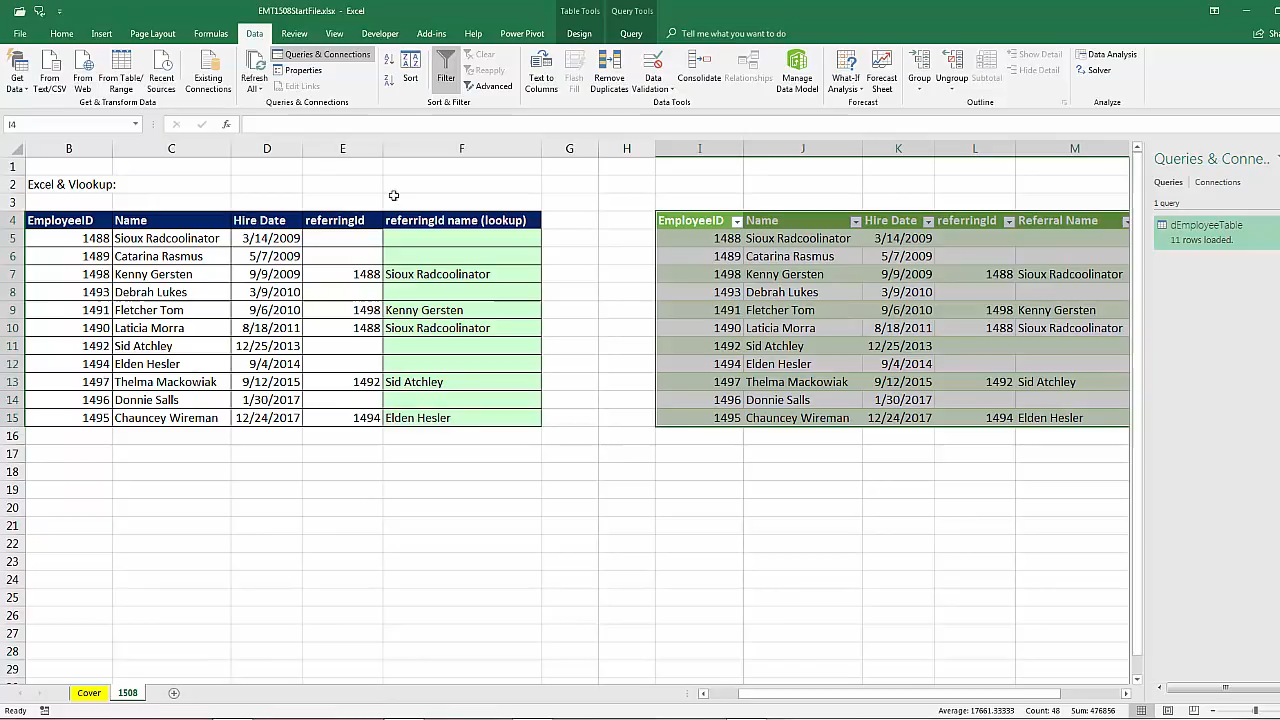 EMT1508StartFile.xlsx - Excel
Table Tools
Query Tools
File Home Insert Page Layout Formulas Data Review View Developer Add-ins Help Power Pivot Design Query Tell me what you want to do
Get Data
From Text/CSV
From Web
From Table/Range
Recent Sources
Existing Connections
Get & Transform Data
Refresh All
Queries & Connections
Properties
Edit Links
Queries & Connections
Sort
Filter
Clear
Reapply
Advanced
Sort & Filter
Text to Columns
Flash Fill
Remove Duplicates
Data Validation
Consolidate
Relationships
Manage Data Model
Data Tools
What-If Analysis
Forecast Sheet
Forecast
Group
Ungroup
Subtotal
Show Detail
Hide Detail
Outline
Data Analysis
Solver
Analyze
I4 fx
B C D E F G H I J K L M
1
2 Excel & Vlookup:
3
4 EmployeeID Name Hire Date referringId referringId name (lookup) EmployeeID Name Hire Date referringId Referral Name
5 1488 Sioux Radcoolinator 3/14/2009 1488 Sioux Radcoolinator 3/14/2009
6 1489 Catarina Rasmus 5/7/2009 1489 Catarina Rasmus 5/7/2009
7 1498 Kenny Gersten 9/9/2009 1488 Sioux Radcoolinator 1498 Kenny Gersten 9/9/2009 1488 Sioux Radcoolinator
8 1493 Debrah Lukes 3/9/2010 1493 Debrah Lukes 3/9/2010
9 1491 Fletcher Tom 9/6/2010 1498 Kenny Gersten 1491 Fletcher Tom 9/6/2010 1498 Kenny Gersten
10 1490 Laticia Morra 8/18/2011 1488 Sioux Radcoolinator 1490 Laticia Morra 8/18/2011 1488 Sioux Radcoolinator
11 1492 Sid Atchley 12/25/2013 1492 Sid Atchley 12/25/2013
12 1494 Elden Hesler 9/4/2014 1494 Elden Hesler 9/4/2014
13 1497 Thelma Mackowiak 9/12/2015 1492 Sid Atchley 1497 Thelma Mackowiak 9/12/2015 1492 Sid Atchley
14 1496 Donnie Salls 1/30/2017 1496 Donnie Salls 1/30/2017
15 1495 Chauncey Wireman 12/24/2017 1494 Elden Hesler 1495 Chauncey Wireman 12/24/2017 1494 Elden Hesler
16
17
18
19
20
21
22
23
24
25
26
27
28
29
Queries & Conne..
Queries Connections
1 query
dEmployeeTable
11 rows loaded.
Cover 1508
Ready Average: 17661.33333 Count: 48 Sum: 476856